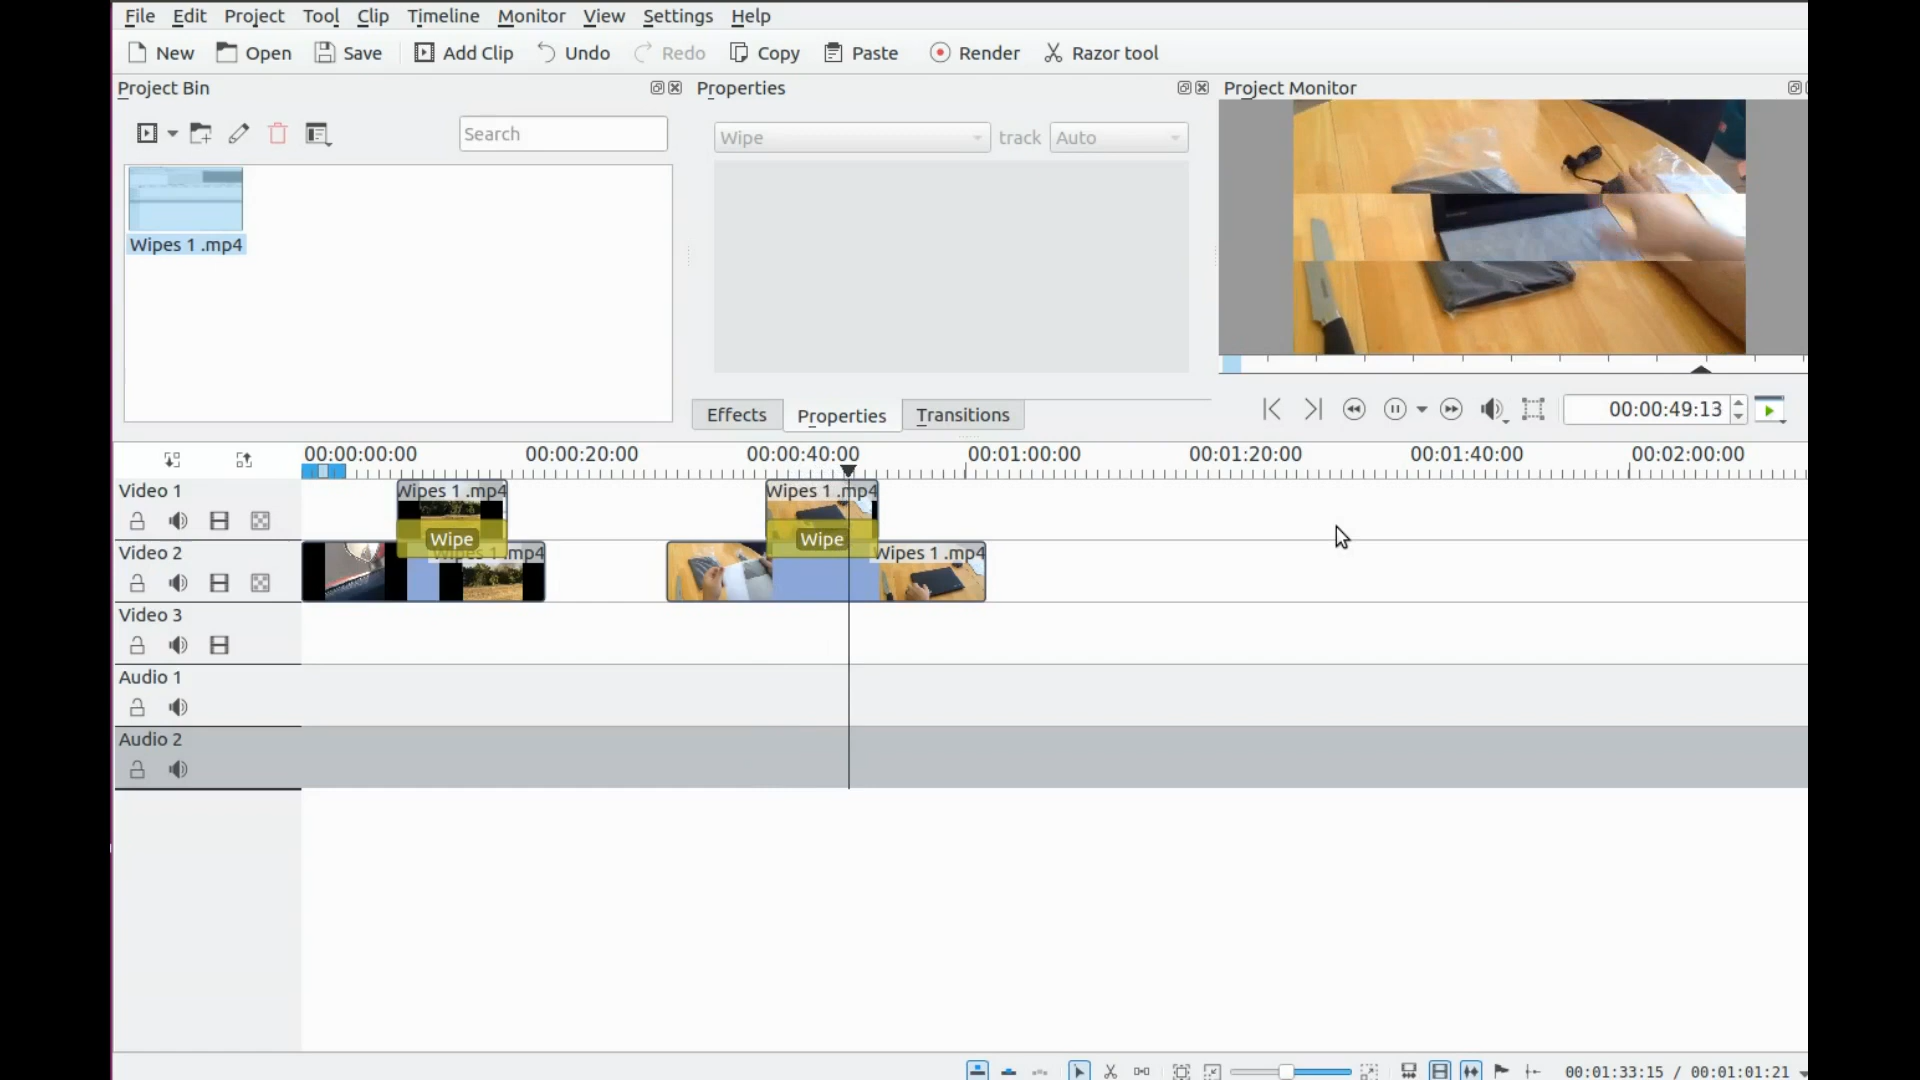 File Edit Project Tool Clip Timeline Monitor View Settings Help
New Open Save Add Clip Undo Redo Copy Paste Render Razor tool
Project Bin Properties Project Monitor
Search
Wipe track Auto
Wipes 1 .mp4
Effects Properties Transitions
00:00:49:13
00:00:00:00 00:00:20:00 00:00:40:00 00:01:00:00 00:01:20:00 00:01:40:00 00:02:00:00
Video 1
Wipes 1 .mp4 Wipes 1 .mp4
Wipe Wipe
Video 2
Wipes 1 .mp4 Wipes 1 .mp4
Video 3
Audio 1
Audio 2
00:01:33:15 / 00:01:01:21